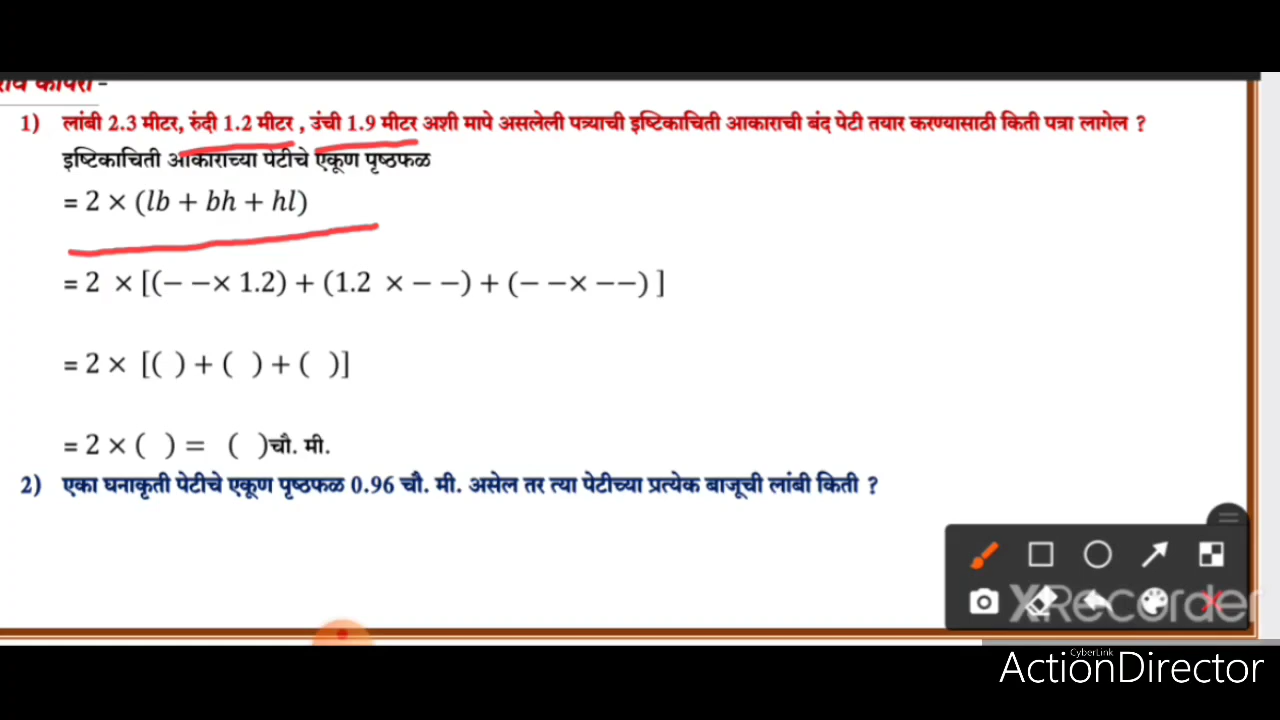 कापरा -
1) लांबी 2.3 मीटर, रुंदी 1.2 मीटर , उंची 1.9 मीटर अशी मापे असलेली पत्र्याची इष्टिकाचिती आकाराची बंद पेटी तयार करण्यासाठी किती पत्रा लागेल ?
इष्टिकाचिती आकाराच्या पेटीचे एकूण पृष्ठफळ
= 2 × (lb + bh + hl)
= 2 × [(− −× 1.2) + (1.2 × − −) + (− −× −−) ]
= 2 × [( ) + ( ) + ( )]
= 2 × ( ) = ( )चौ. मी.
2) एका घनाकृती पेटीचे एकूण पृष्ठफळ 0.96 चौ. मी. असेल तर त्या पेटीच्या प्रत्येक बाजूची लांबी किती ?
XRecorder
CyberLink
ActionDirector